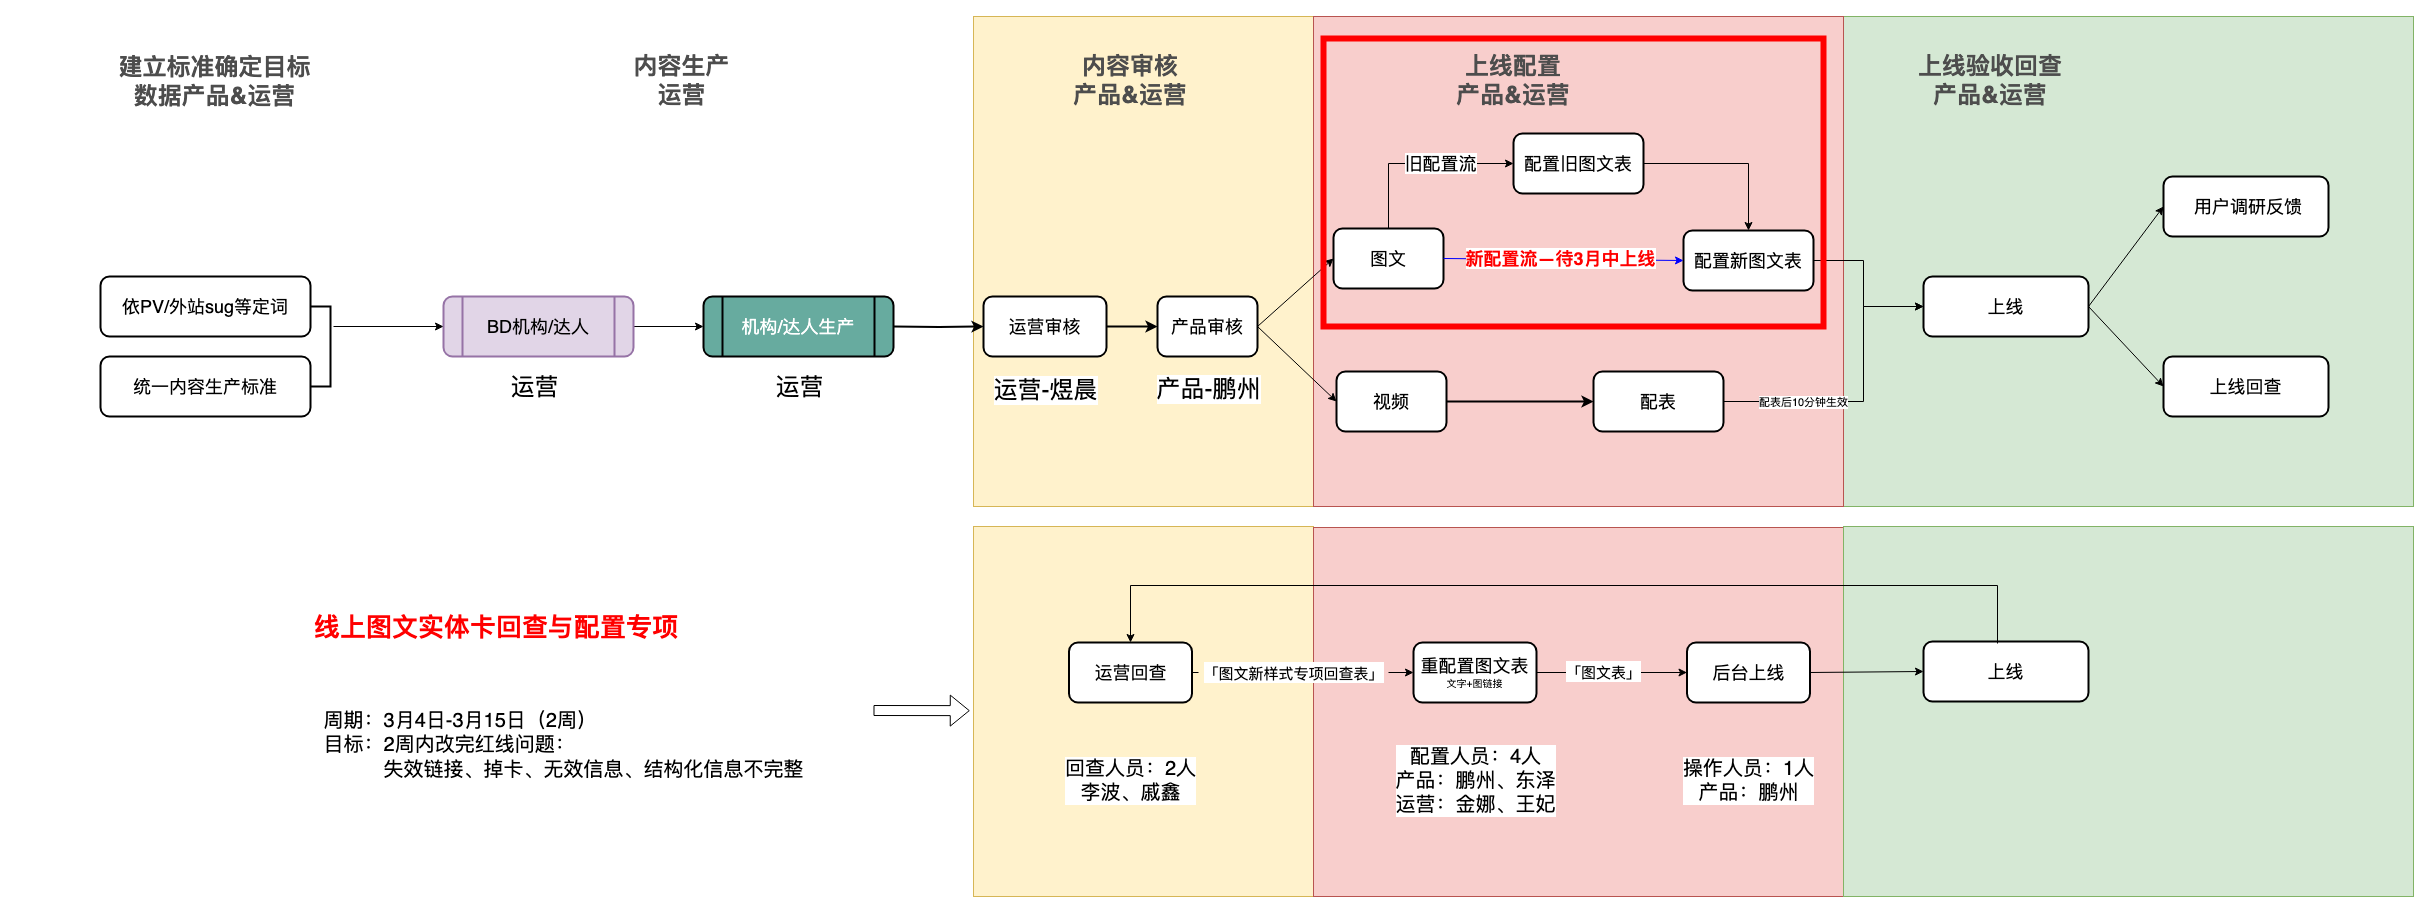 建立标准确定目标
数据产品&运营
内容生产
运营
内容审核
产品&运营
上线配置
产品&运营
上线验收回查
产品&运营
旧配置流
配置旧图文表
图文
新配置流—待3月中上线
配置新图文表
用户调研反馈
依PV/外站sug等定词
统一内容生产标准
BD机构/达人
运营
机构/达人生产
运营
运营审核
运营-煜晨
产品审核
产品-鹏州
视频
配表
配表后10分钟生效
上线
上线回查
线上图文实体卡回查与配置专项
周期：3月4日-3月15日（2周）
目标：2周内改完红线问题：
失效链接、掉卡、无效信息、结构化信息不完整
运营回查
「图文新样式专项回查表」
重配置图文表
文字+图链接
「图文表」
后台上线
上线
回查人员：2人
李波、戚鑫
配置人员：4人
产品：鹏州、东泽
运营：金娜、王妃
操作人员：1人
产品：鹏州